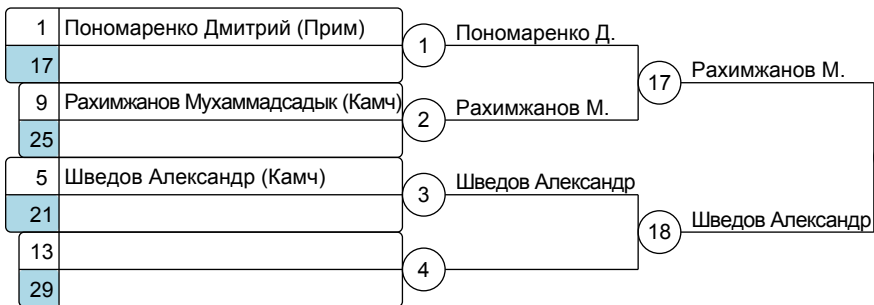 1 Пономаренко Дмитрий (Прим)
17
1 Пономаренко Д.
9 Рахимжанов Мухаммадсадык (Камч)
25
2 Рахимжанов М.
17 Рахимжанов М.
5 Шведов Александр (Камч)
21
3 Шведов Александр
13
29
4
18 Шведов Александр